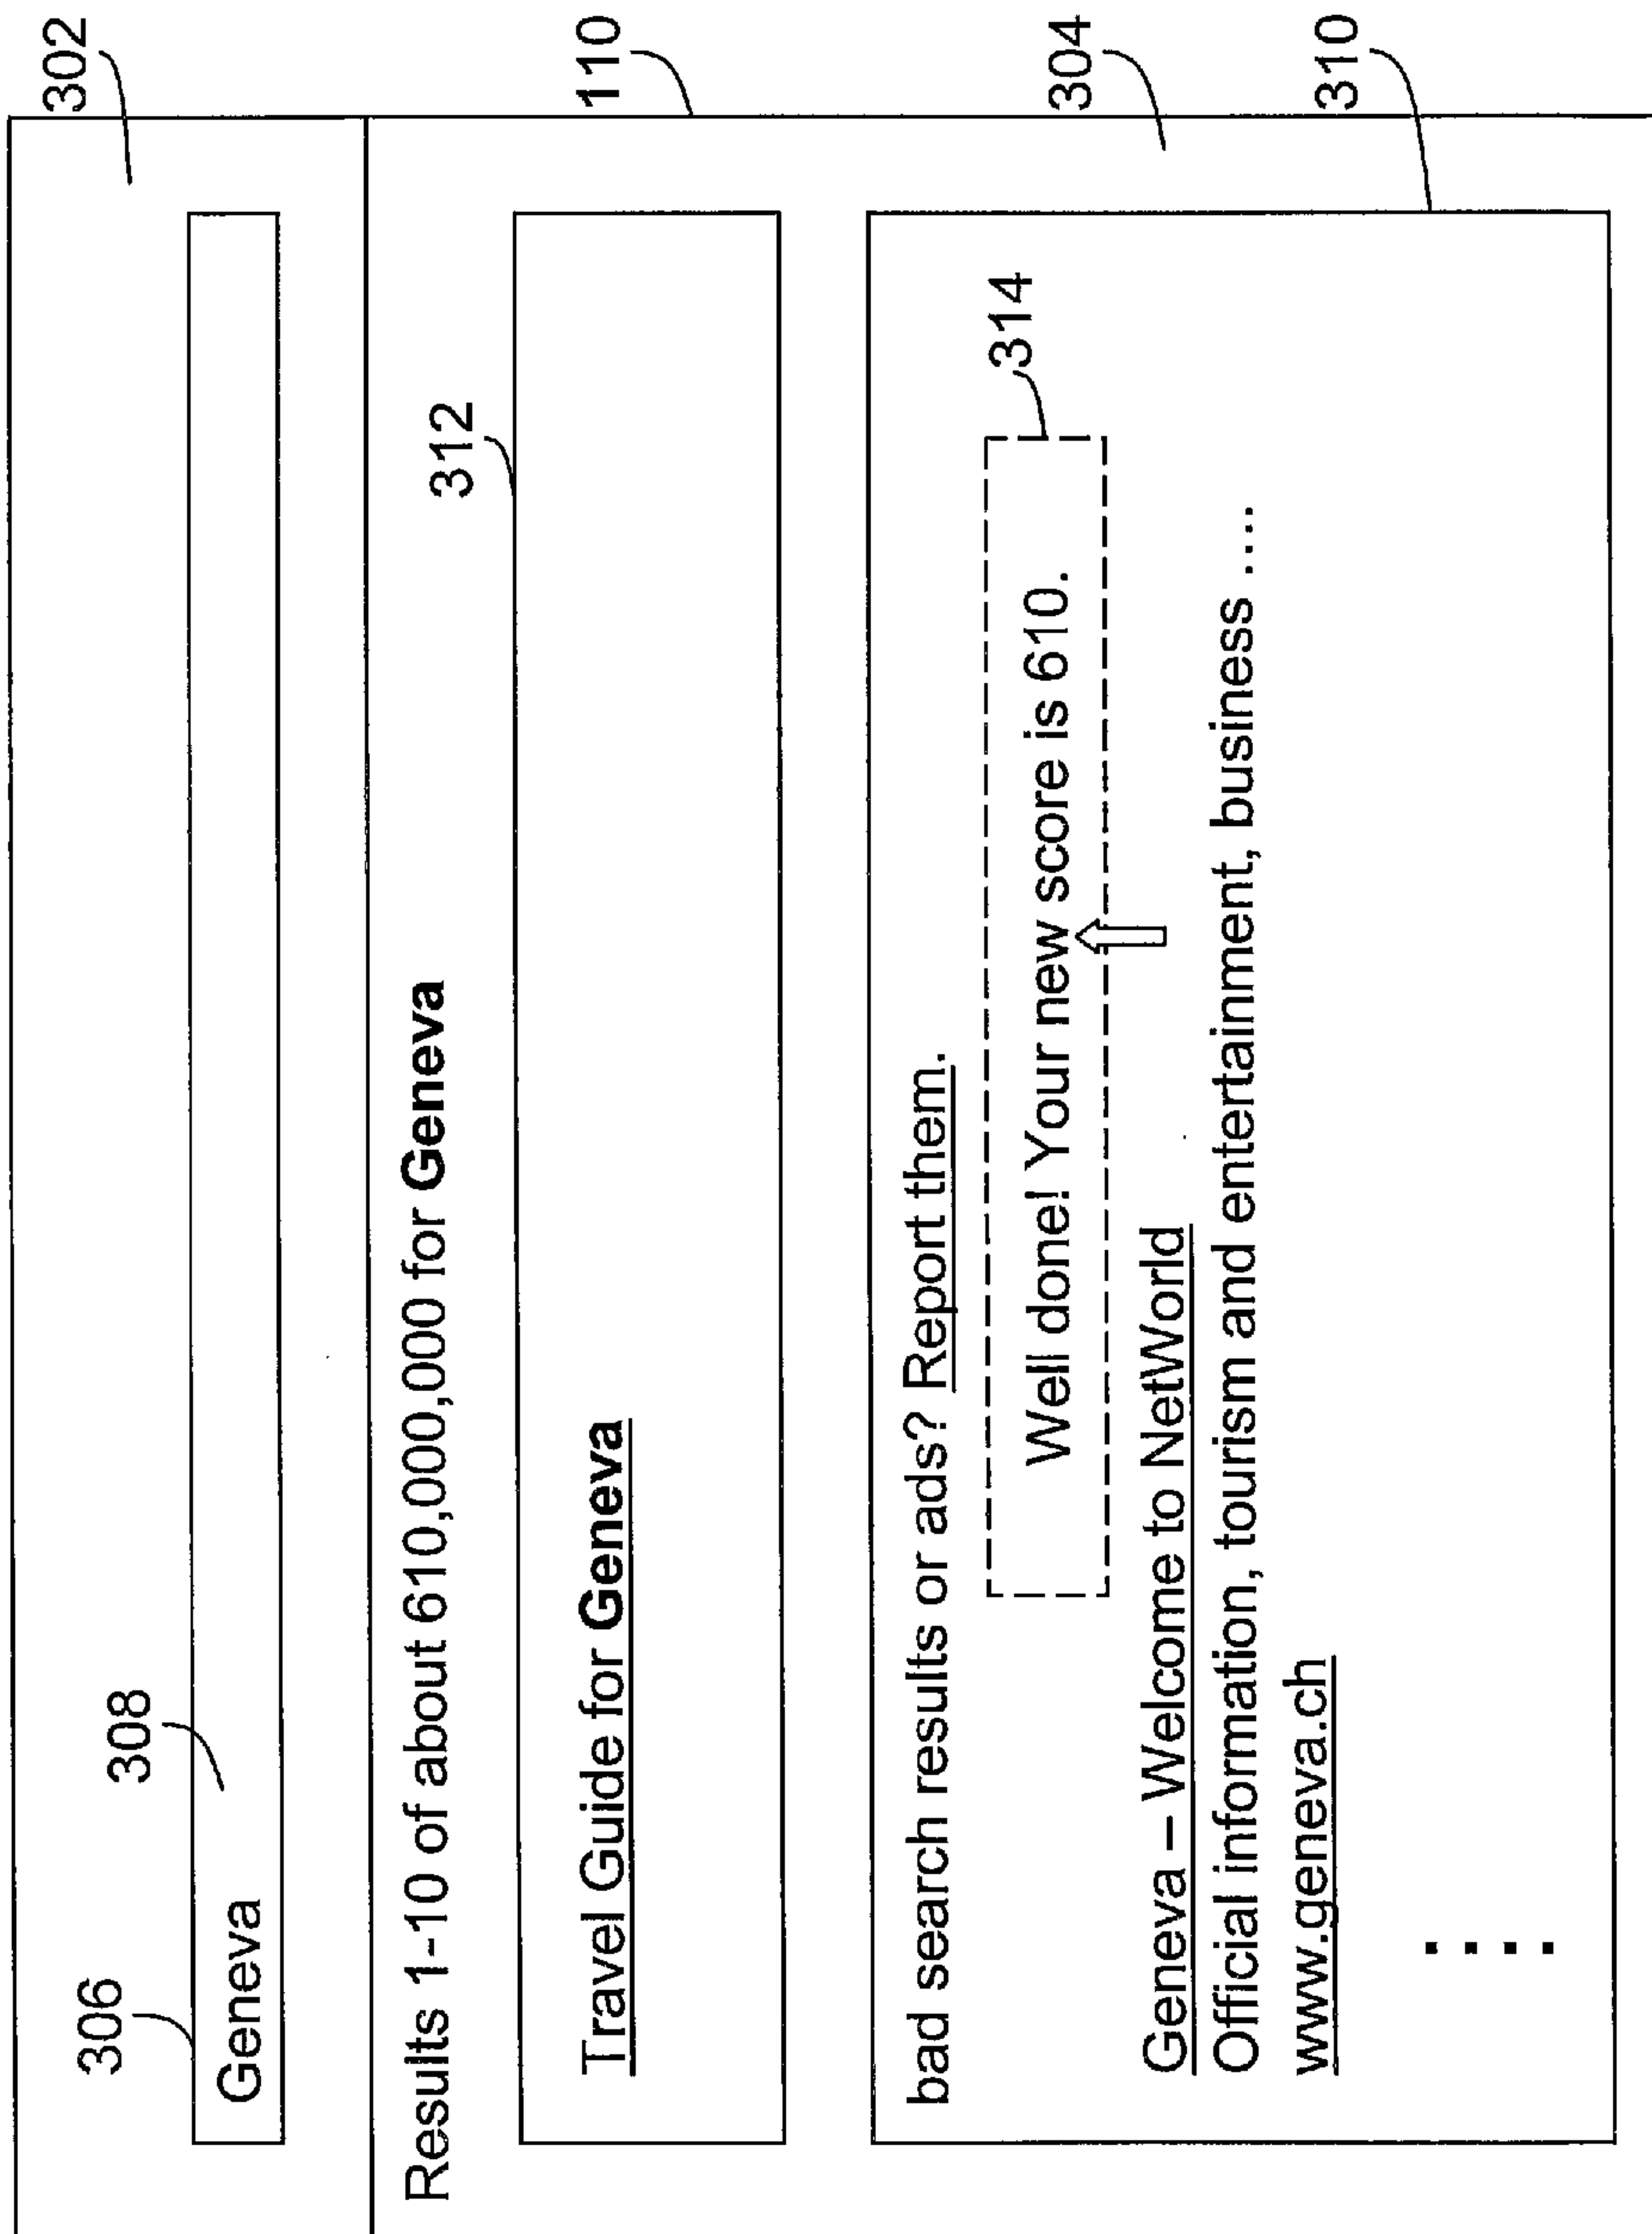 302
306
308
Geneva
Results 1-10 of about 610,000,000 for Geneva
312
110
Travel Guide for Geneva
bad search results or ads? Report them.
314
Well done! Your new score is 610.
304
Geneva – Welcome to NetWorld
Official information, tourism and entertainment, business ....
www.geneva.ch
310